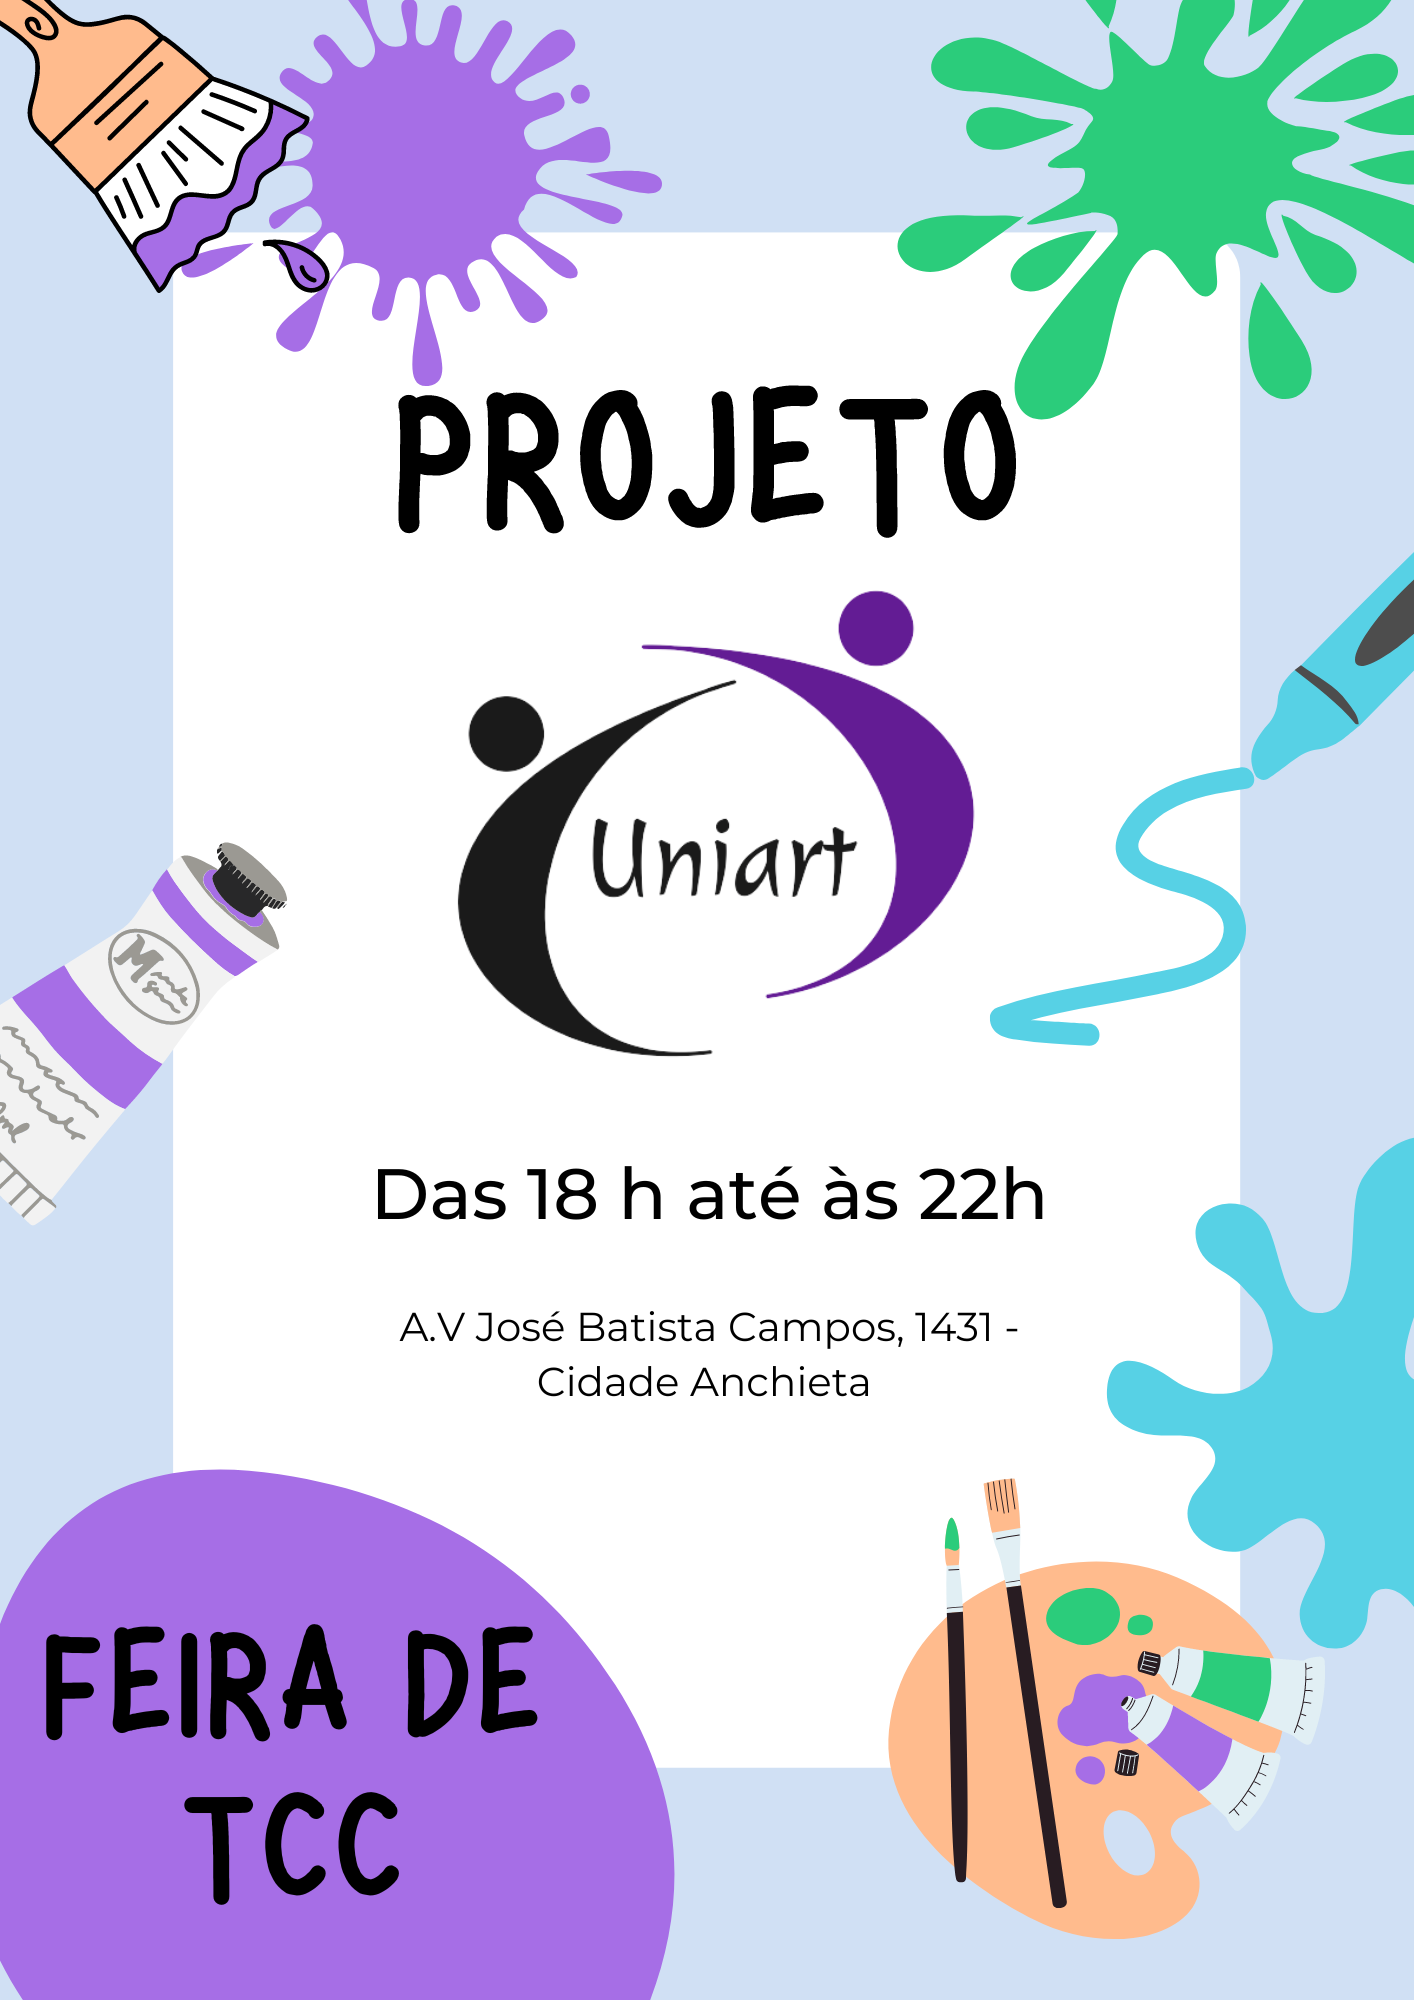 PROJETO
Uniart
Das 18 h até às 22h
A.V José Batista Campos, 1431 -
Cidade Anchieta
FEIRA DE
TCC